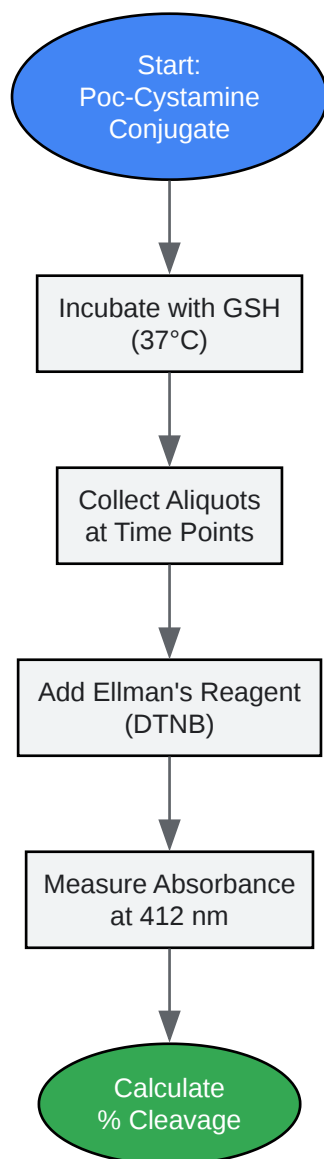 Start:
Poc-Cystamine
Conjugate
Incubate with GSH
(37°C)
Collect Aliquots
at Time Points
Add Ellman's Reagent
(DTNB)
Measure Absorbance
at 412 nm
Calculate
% Cleavage